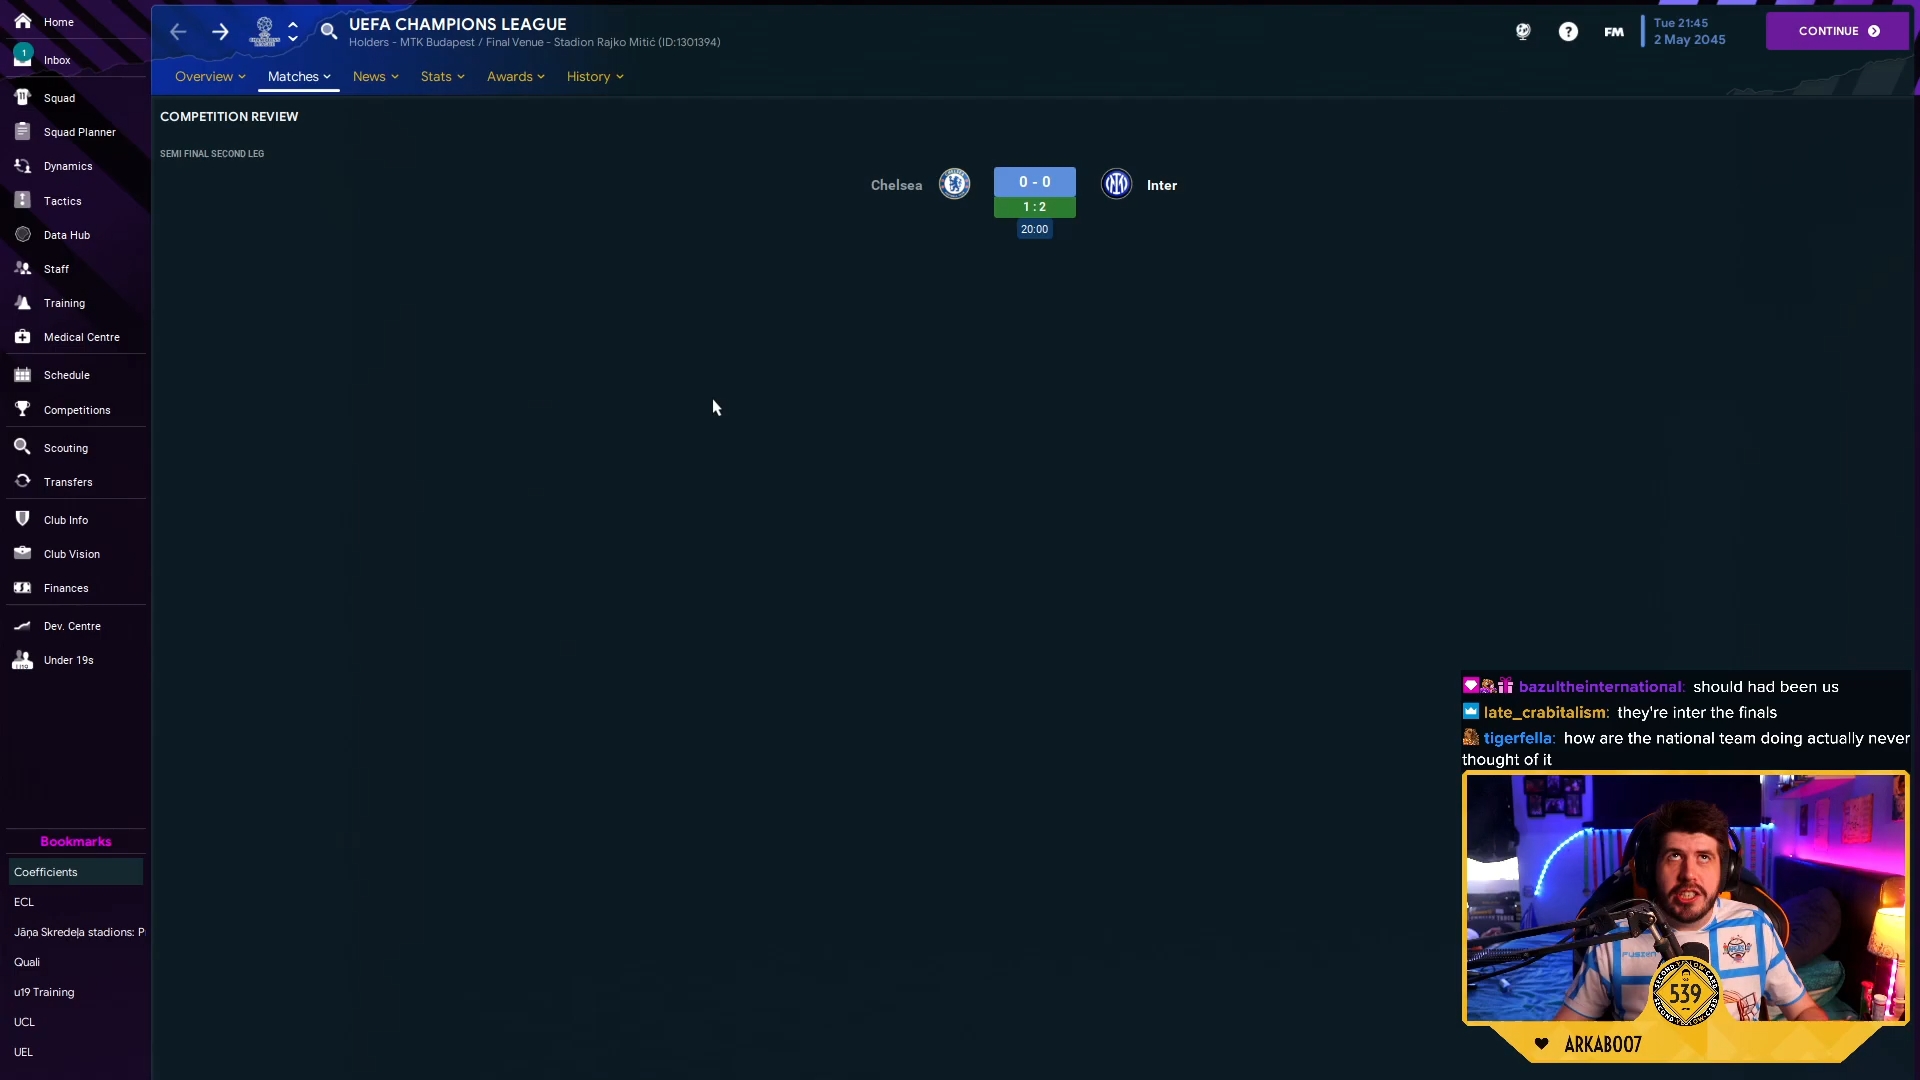 Home
1
Inbox
Squad
Squad Planner
Dynamics
Tactics
Data Hub
Staff
Training
Medical Centre
Schedule
Competitions
Scouting
Transfers
Club Info
Club Vision
Finances
Dev. Centre
Under 19s
Bookmarks
Coefficients
ECL
Jāņa Skredeļa stadions: P
Quali
u19 Training
UCL
UEL
UEFA CHAMPIONS LEAGUE
Holders - MTK Budapest / Final Venue - Stadion Rajko Mitić (ID:1301394)
FM
Tue 21:45
2 May 2045
CONTINUE
Overview Matches News Stats Awards History
COMPETITION REVIEW
SEMI FINAL SECOND LEG
Chelsea 0 - 0 Inter
1 : 2
20:00
bazultheinternational: should had been us
late_crabitalism: they're inter the finals
tigerfella: how are the national team doing actually never
thought of it
SECOND YELLOW CARD
539
ARKAB007